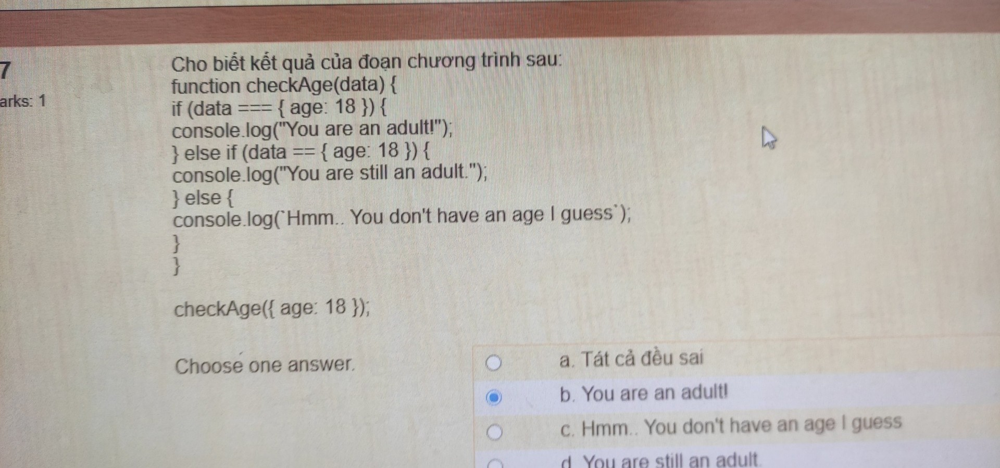 7
arks: 1
Cho biết kết quả của đoạn chương trình sau:
function checkAge(data) {
if (data === { age: 18 }) {
console.log("You are an adult!");
} else if (data == { age: 18 }) {
console.log("You are still an adult.");
} else {
console.log(`Hmm.. You don't have an age I guess`);
}
}
checkAge({ age: 18 });
Choose one answer.
a. Tát cả đều sai
b. You are an adult!
c. Hmm.. You don't have an age I guess
d. You are still an adult.